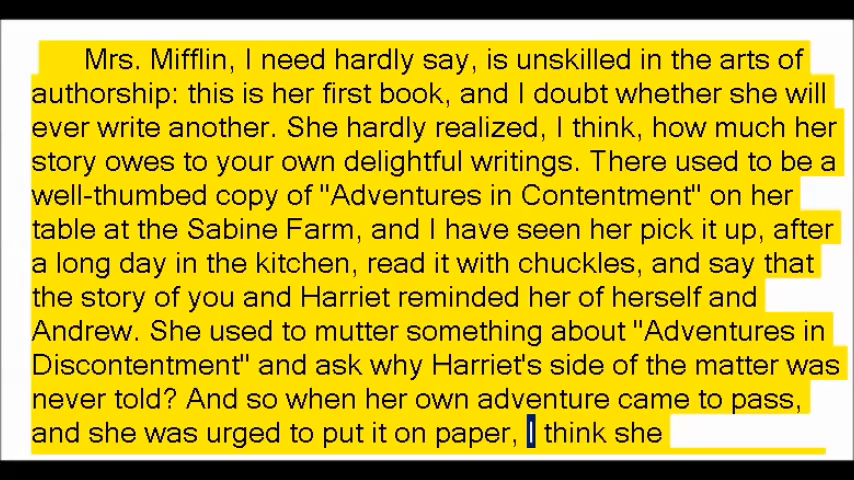 Mrs. Mifflin, I need hardly say, is unskilled in the arts of
authorship: this is her first book, and I doubt whether she will
ever write another. She hardly realized, I think, how much her
story owes to your own delightful writings. There used to be a
well-thumbed copy of "Adventures in Contentment" on her
table at the Sabine Farm, and I have seen her pick it up, after
a long day in the kitchen, read it with chuckles, and say that
the story of you and Harriet reminded her of herself and
Andrew. She used to mutter something about "Adventures in
Discontentment" and ask why Harriet's side of the matter was
never told? And so when her own adventure came to pass,
and she was urged to put it on paper, I think she